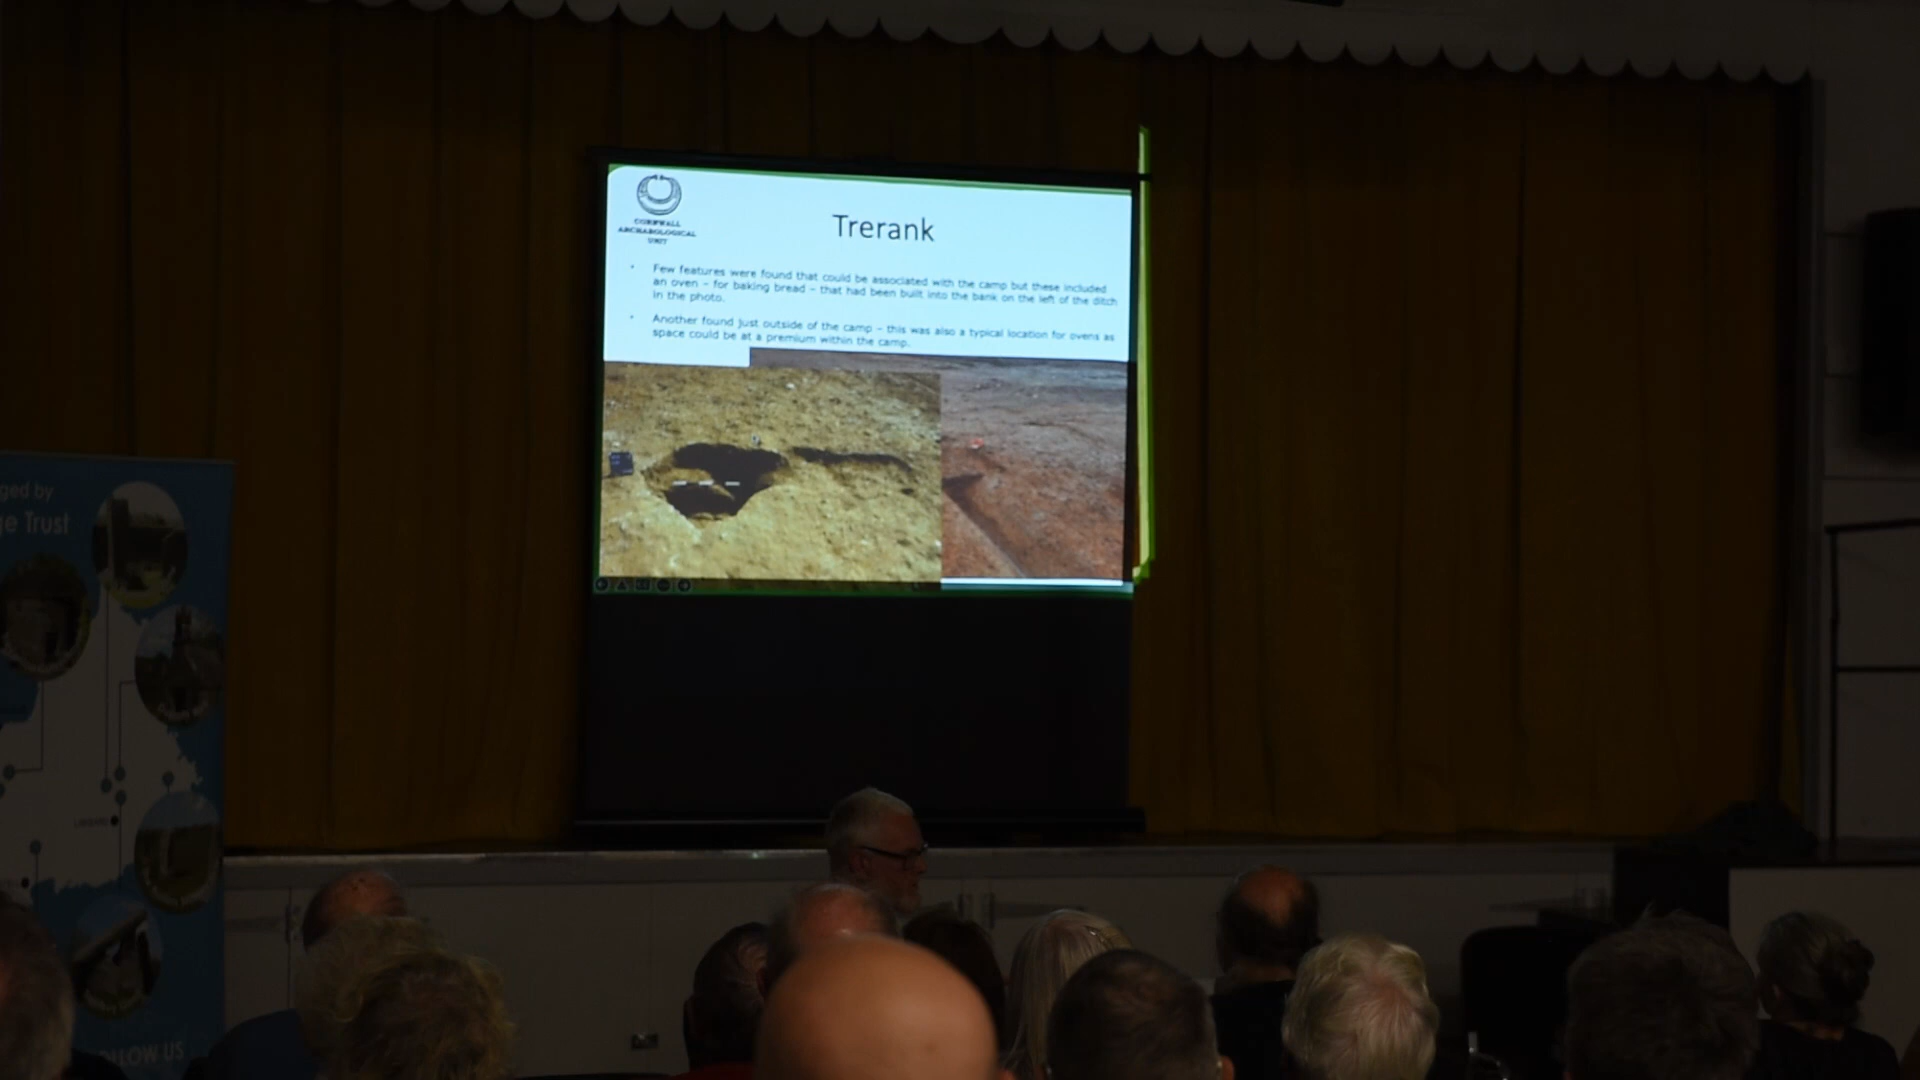 CORNWALL
ARCHAEOLOGICAL
UNIT
Trerank
• Few features were found that could be associated with the camp but these included
an oven – for baking bread – that had been built into the bank on the left of the ditch
in the photo.
• Another found just outside of the camp – this was also a typical location for ovens as
space could be at a premium within the camp.
ged by
ge Trust
LLOW US